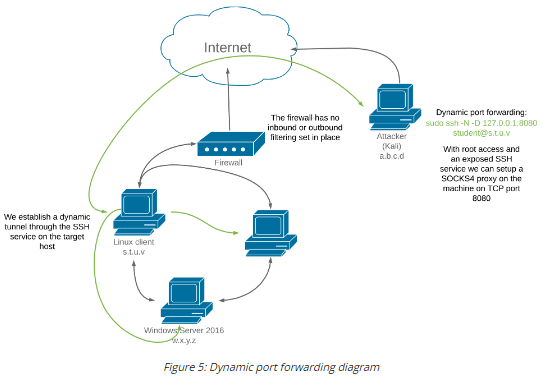 Internet
The firewall has no
inbound or outbound
filtering set in place
Firewall
Attacker
(Kali)
a.b.c.d
Dynamic port forwarding:
sudo ssh -N -D 127.0.0.1:8080
student@s.t.u.v
With root access and
an exposed SSH
service we can setup a
SOCKS4 proxy on the
machine on TCP port
8080
We establish a dynamic
tunnel through the SSH
service on the target
host
Linux client
s.t.u.v
Windows Server 2016
w.x.y.z
Figure 5: Dynamic port forwarding diagram